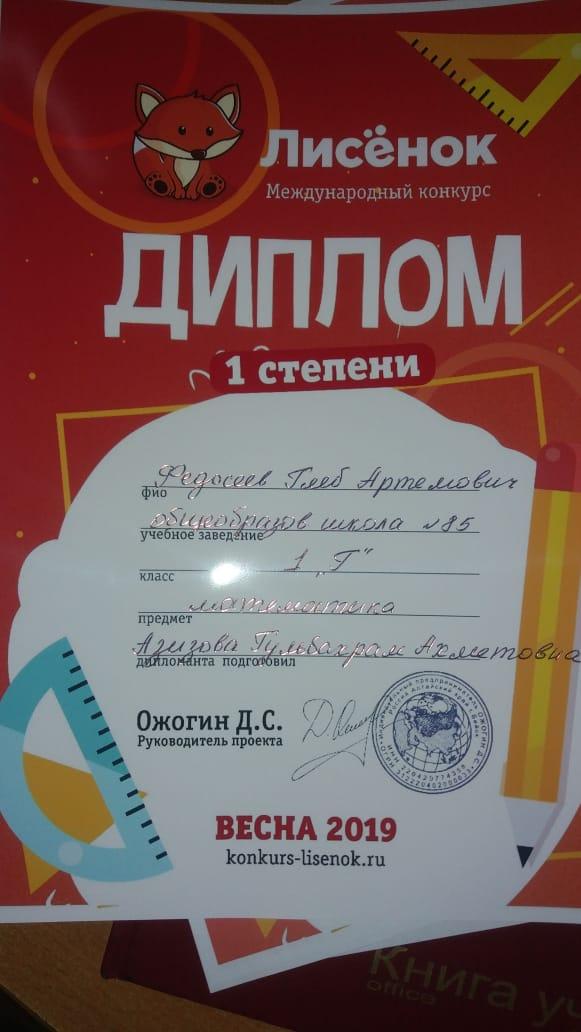 Лисёнок
Международный конкурс
ДИПЛОМ
1 степени
Федосеев Глеб Артемович
фио
общеобразов школа №85
учебное заведение
1 „Г"
класс
математика
предмет
Азизова Гульбахрам Ахметовна
дипломанта подготовил
Ожогин Д.С.
Руководитель проекта
ВЕСНА 2019
konkurs-lisenok.ru
Книга уч
office